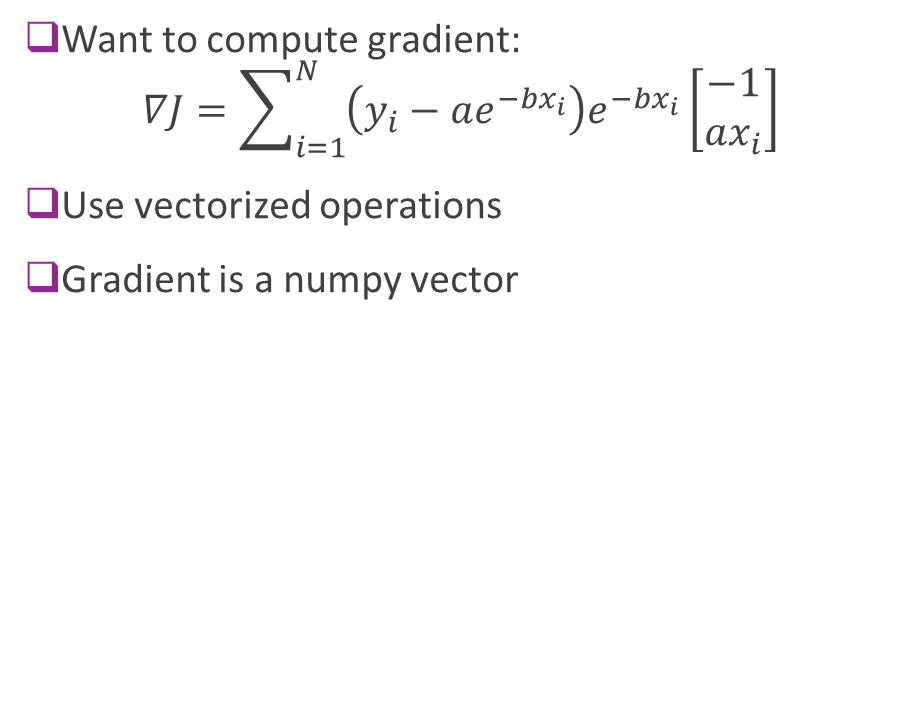 ❑Want to compute gradient:
∇J = ∑_{i=1}^{N} (y_i − ae^{−bx_i})e^{−bx_i} [−1 ; ax_i]
❑Use vectorized operations
❑Gradient is a numpy vector